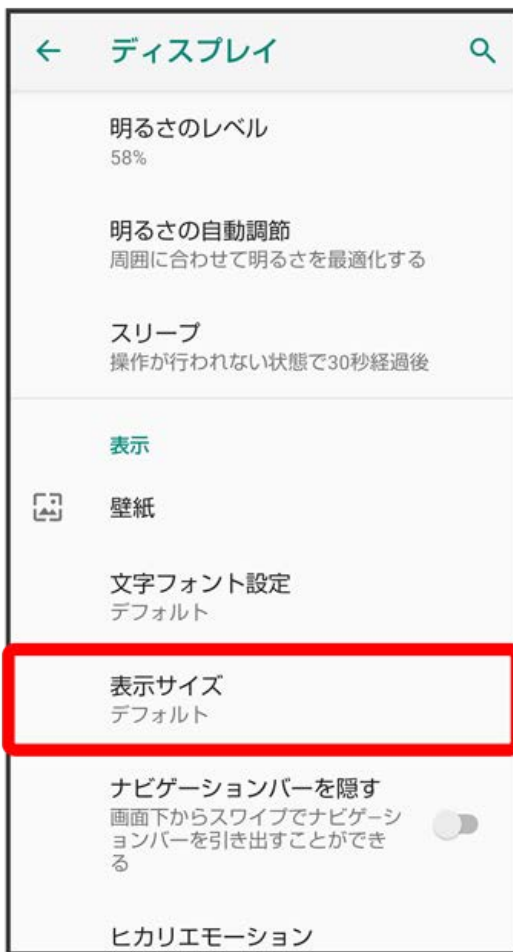 ディスプレイ
明るさのレベル
58%
明るさの自動調節
周囲に合わせて明るさを最適化する
スリープ
操作が行われない状態で30秒経過後
表示
壁紙
文字フォント設定
デフォルト
表示サイズ
デフォルト
ナビゲーションバーを隠す
画面下からスワイプでナビゲーシ
ョンバーを引き出すことができ
る
ヒカリエモーション